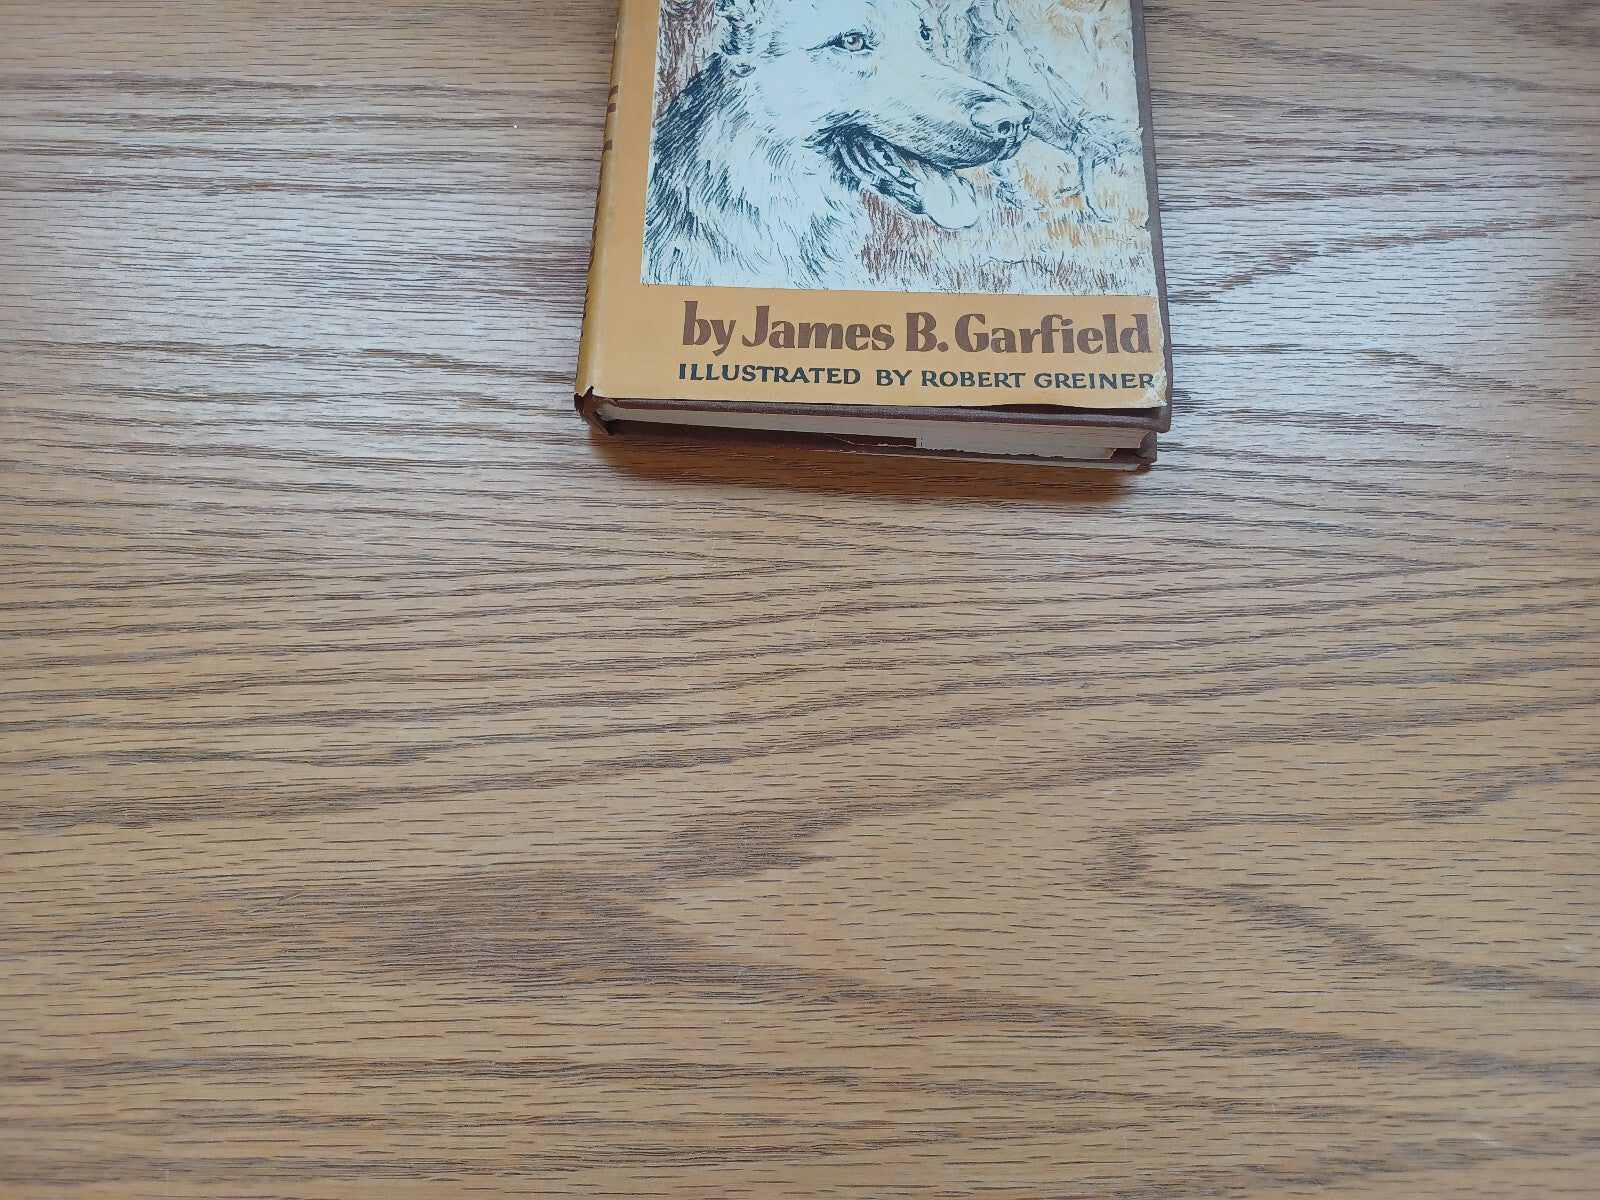 by James B. Garfield
ILLUSTRATED BY ROBERT GREINER